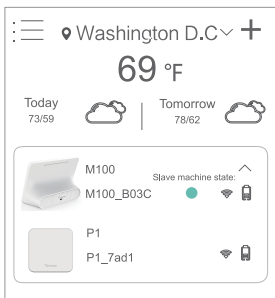 Washington D.C
69 °F
Today
73/59
Tomorrow
78/62
M100
Slave machine state:
M100_B03C
P1
P1_7ad1